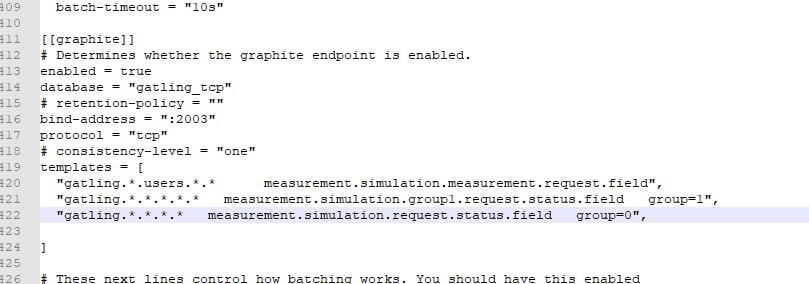 409 batch-timeout = "10s"
410
411 [[graphite]]
412 # Determines whether the graphite endpoint is enabled.
413 enabled = true
414 database = "gatling_tcp"
415 # retention-policy = ""
416 bind-address = ":2003"
417 protocol = "tcp"
418 # consistency-level = "one"
419 templates = [
420 "gatling.*.users.*.* measurement.simulation.measurement.request.field",
421 "gatling.*.*.*.*.* measurement.simulation.group1.request.status.field group=1",
422 "gatling.*.*.*.* measurement.simulation.request.status.field group=0",
423
424 ]
425
426 # These next lines control how batching works. You should have this enabled